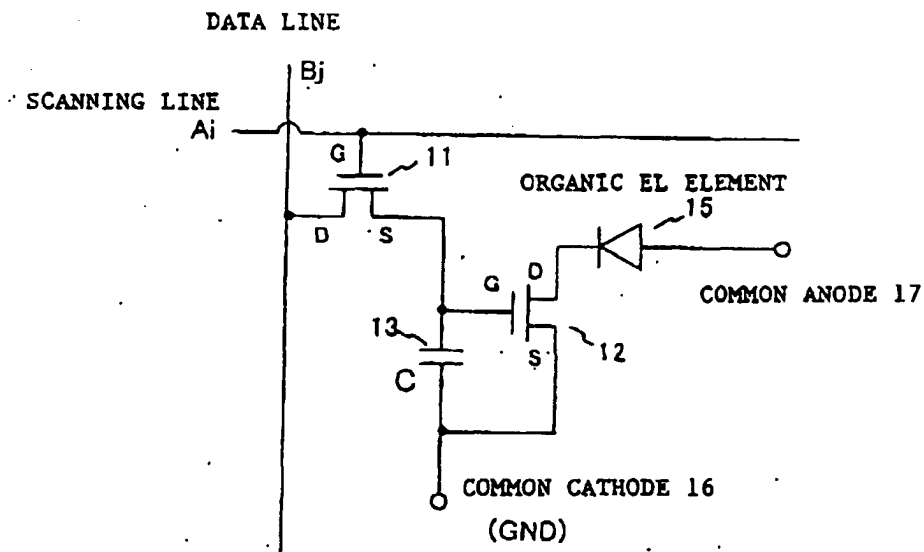 DATA LINE
Bj
SCANNING LINE
Ai
G
11
ORGANIC EL ELEMENT
15
D
S
G
D
COMMON ANODE 17
13
12
S
C
COMMON CATHODE 16
(GND)